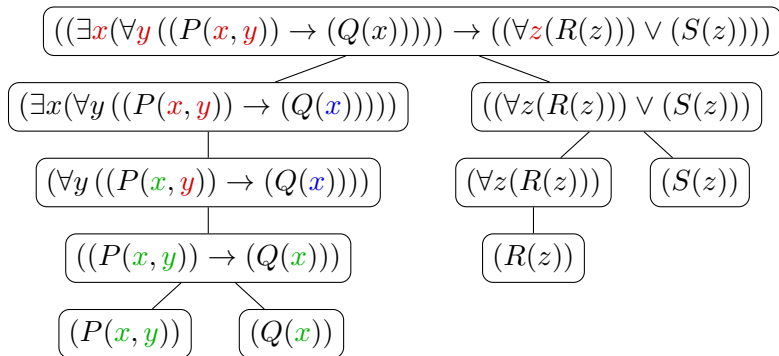 ((∃x(∀y ((P(x, y)) → (Q(x))))) → ((∀z(R(z))) ∨ (S(z))))
(∃x(∀y ((P(x, y)) → (Q(x)))))
((∀z(R(z))) ∨ (S(z)))
(∀y ((P(x, y)) → (Q(x))))
(∀z(R(z)))
(S(z))
((P(x, y)) → (Q(x)))
(R(z))
(P(x, y))
(Q(x))